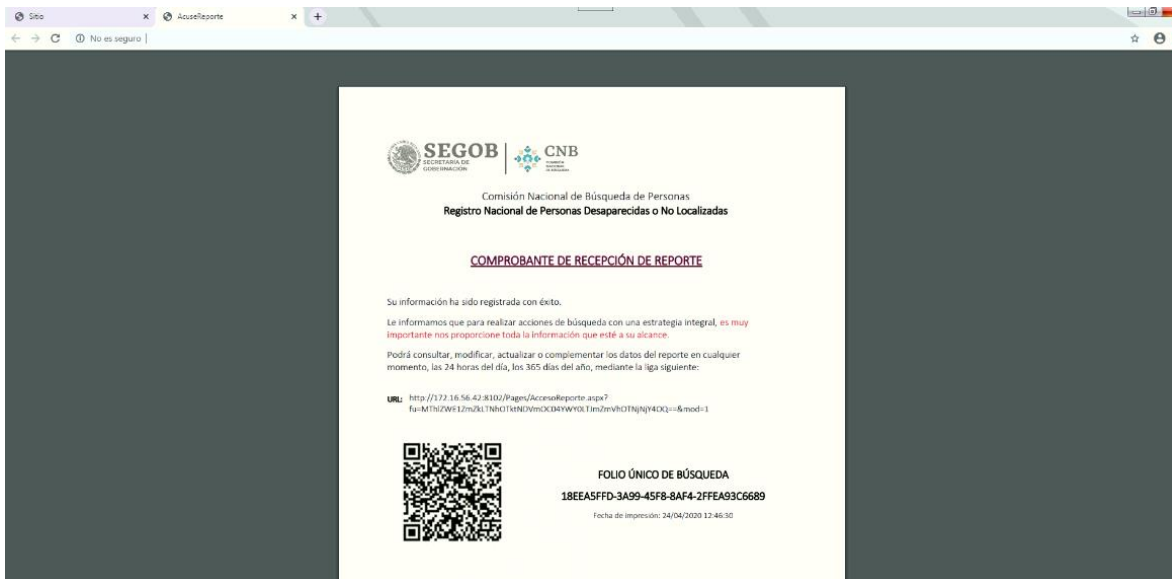 Sitio
AcuseReporte
No es seguro
SEGOB
SECRETARÍA DE
GOBERNACIÓN
CNB
COMISIÓN
NACIONAL
DE BÚSQUEDA
Comisión Nacional de Búsqueda de Personas
Registro Nacional de Personas Desaparecidas o No Localizadas
COMPROBANTE DE RECEPCIÓN DE REPORTE
Su información ha sido registrada con éxito.
Le informamos que para realizar acciones de búsqueda con una estrategia integral, es muy
importante nos proporcione toda la información que esté a su alcance.
Podrá consultar, modificar, actualizar o complementar los datos del reporte en cualquier
momento, las 24 horas del día, los 365 días del año, mediante la liga siguiente:
URL: http://172.16.56.42:8102/Pages/AccesoReporte.aspx?
FOLIO ÚNICO DE BÚSQUEDA
18EEA5FFD-3A99-45F8-8AF4-2FFEA93C6689
Fecha de impresión: 24/04/2020 12:46:30